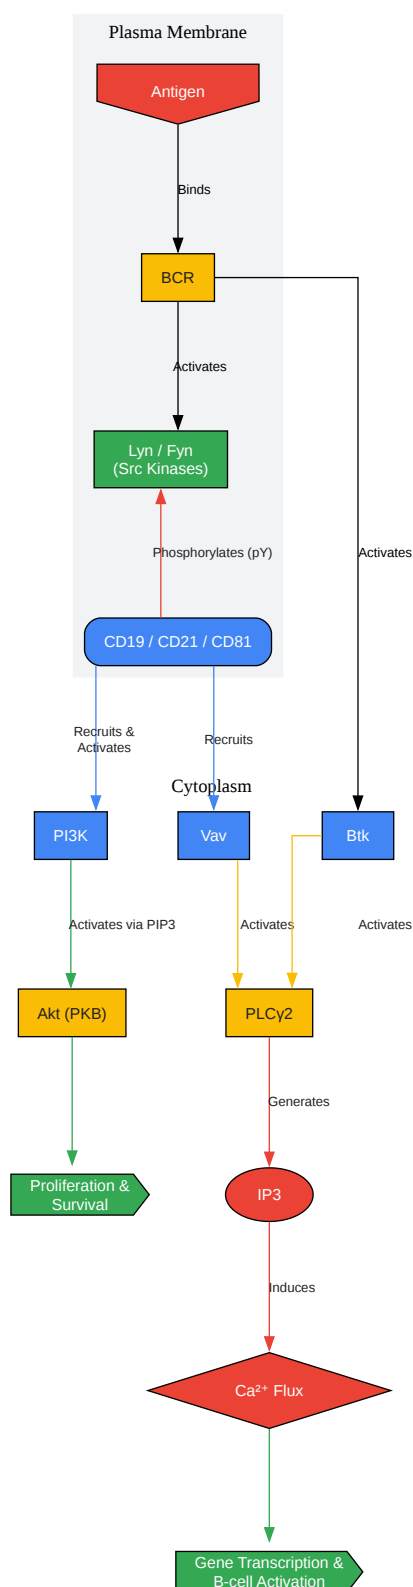 Plasma Membrane
Antigen
Binds
BCR
Activates
Lyn / Fyn
(Src Kinases)
Phosphorylates (pY)
Activates
CD19 / CD21 / CD81
Recruits &
Activates
Recruits
Cytoplasm
PI3K
Vav
Btk
Activates via PIP3
Activates
Activates
Akt (PKB)
PLCγ2
Generates
Proliferation &
Survival
IP3
Induces
Ca²⁺ Flux
Gene Transcription &
B-cell Activation